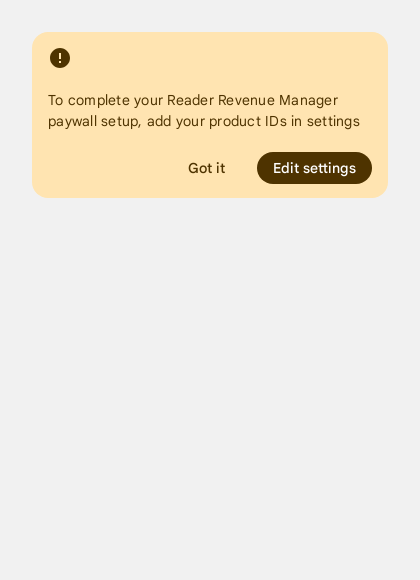 To complete your Reader Revenue Manager
paywall setup, add your product IDs in settings
Got it
Edit settings